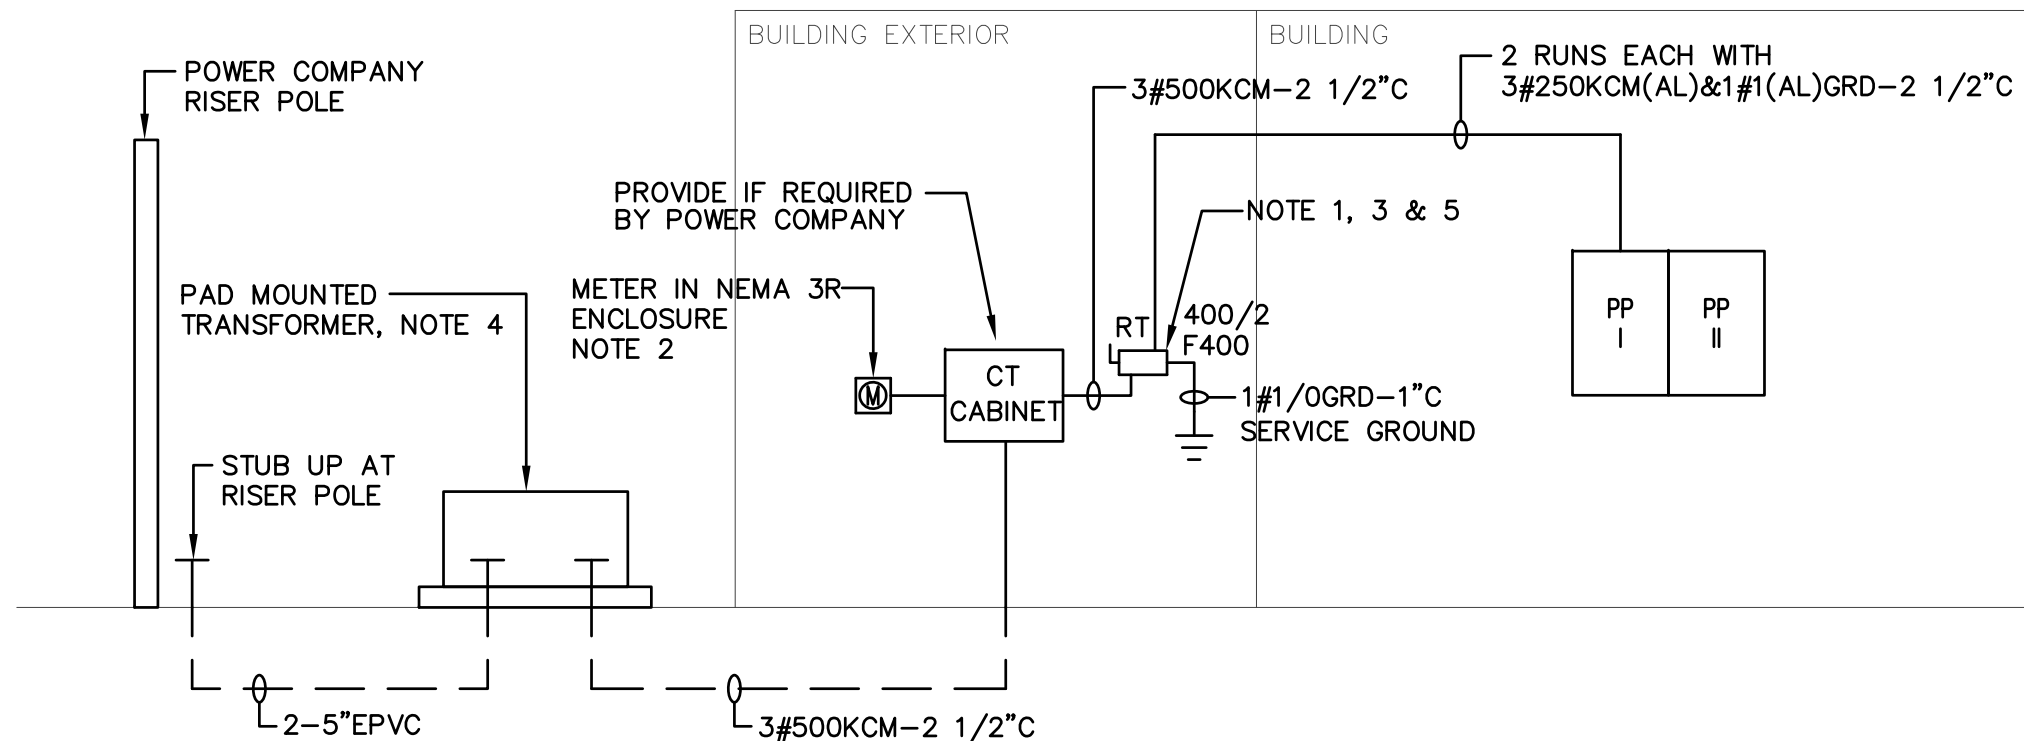 BUILDING EXTERIOR
BUILDING
POWER COMPANY
RISER POLE
2 RUNS EACH WITH
3#250KCM(AL)&1#1(AL)GRD-2 1/2"C
3#500KCM-2 1/2"C
PROVIDE IF REQUIRED
BY POWER COMPANY
NOTE 1, 3 & 5
PAD MOUNTED
TRANSFORMER, NOTE 4
METER IN NEMA 3R
ENCLOSURE
NOTE 2
RT
400/2
F400
PP
I
PP
II
M
CT
CABINET
1#1/0GRD-1"C
SERVICE GROUND
STUB UP AT
RISER POLE
2-5"EPVC
3#500KCM-2 1/2"C